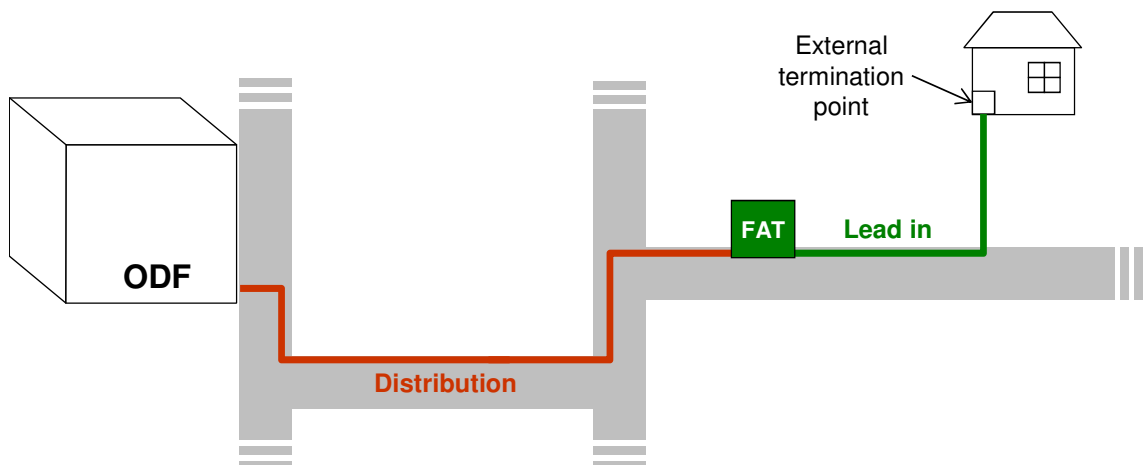 External
termination
point
FAT
Lead in
ODF
Distribution